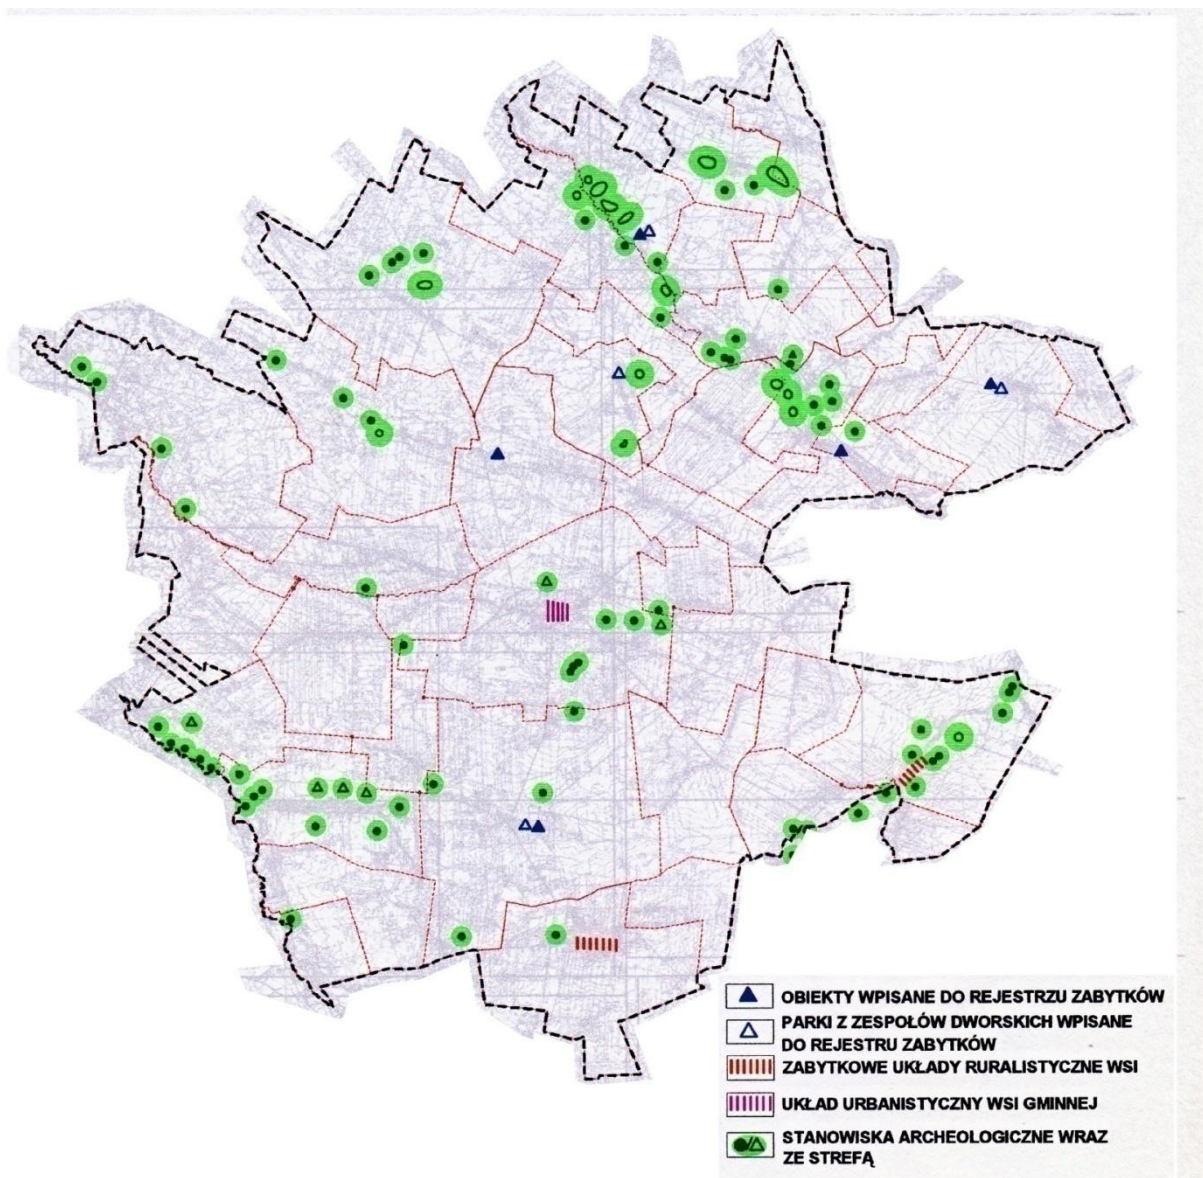 OBIEKTY WPISANE DO REJESTRZU ZABYTKÓW
PARKI Z ZESPOŁÓW DWORSKICH WPISANE
DO REJESTRU ZABYTKÓW
ZABYTKOWE UKŁADY RURALISTYCZNE WSI
UKŁAD URBANISTYCZNY WSI GMINNEJ
STANOWISKA ARCHEOLOGICZNE WRAZ
ZE STREFĄ